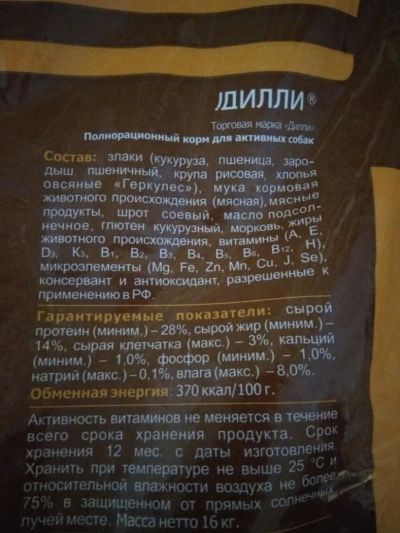 ДИЛЛИ®
Торговая марка «Дилли»
Полнорационный корм для активных собак
Состав: злаки (кукуруза, пшеница, заро-
дыш пшеничный, крупа рисовая, хлопья
овсяные «Геркулес»), мука кормовая
животного происхождения (мясная), мясные
продукты, шрот соевый, масло подсол-
нечное, глютен кукурузный, морковь, жиры
животного происхождения, витамины (А, Е,
D₃, K₃, B₁, B₂, B₃, B₄, B₅, B₆, B₁₂, H),
микроэлементы (Mg, Fe, Zn, Mn, Cu, J, Se),
консервант и антиоксидант, разрешенные к
применению в РФ.
Гарантируемые показатели: сырой
протеин (миним.) – 28%, сырой жир (миним.) –
14%, сырая клетчатка (макс.) – 3%, кальций
(миним.) – 1,0%, фосфор (миним.) – 1,0%,
натрий (макс.) – 0,1%, влага (макс.) – 8,0%.
Обменная энергия: 370 ккал/100 г.
Активность витаминов не меняется в течение
всего срока хранения продукта. Срок
хранения 12 мес. с даты изготовления.
Хранить при температуре не выше 25 °С и
относительной влажности воздуха не более
75% в защищенном от прямых солнечных
лучей месте. Масса нетто 16 кг.